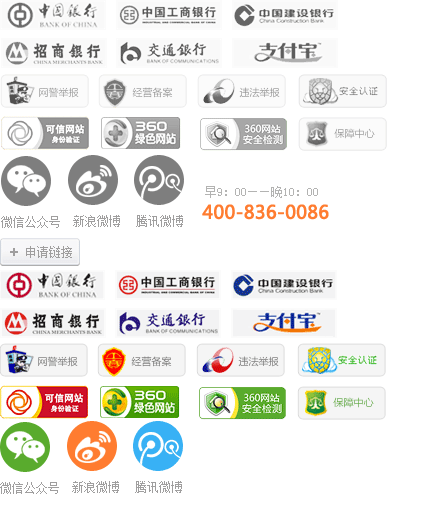 中国银行 中国工商银行 中国建设银行
BANK OF CHINA INDUSTRIAL AND COMMERCIAL BANK OF CHINA China Construction Bank
招商银行 交通银行 支付宝
CHINA MERCHANTS BANK BANK OF COMMUNICATIONS
网警举报 经营备案 违法举报 安全认证
可信网站 360 360网站 保障中心
身份验证 绿色网站 安全检测
微信公众号 新浪微博 腾讯微博
早9：00－－晚10：00
400-836-0086
+ 申请链接
中国银行 中国工商银行 中国建设银行
BANK OF CHINA INDUSTRIAL AND COMMERCIAL BANK OF CHINA China Construction Bank
招商银行 交通银行 支付宝
CHINA MERCHANTS BANK BANK OF COMMUNICATIONS
网警举报 经营备案 违法举报 安全认证
可信网站 360 360网站 保障中心
身份验证 绿色网站 安全检测
微信公众号 新浪微博 腾讯微博